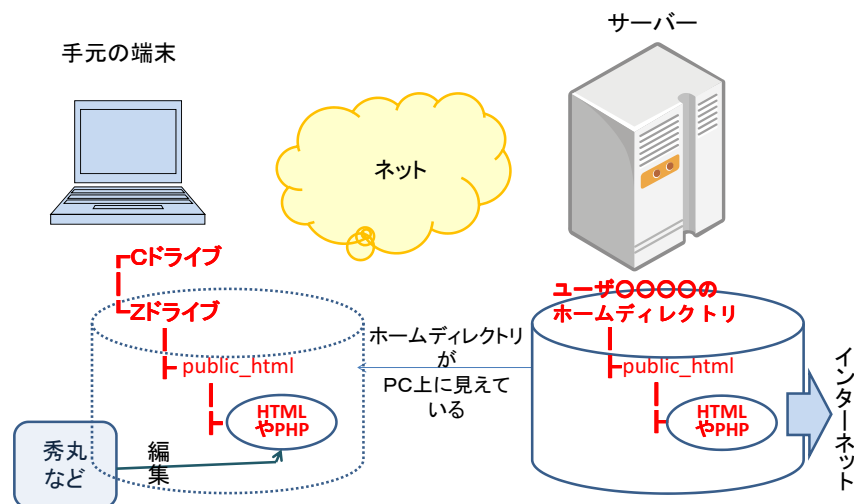 サーバー
手元の端末
ネット
Cドライブ
Zドライブ
public_html
HTML
やPHP
秀丸
など
編
集
ホームディレクトリ
が
PC上に見えて
いる
ユーザ〇〇〇〇の
ホームディレクトリ
public_html
HTML
やPHP
インターネット